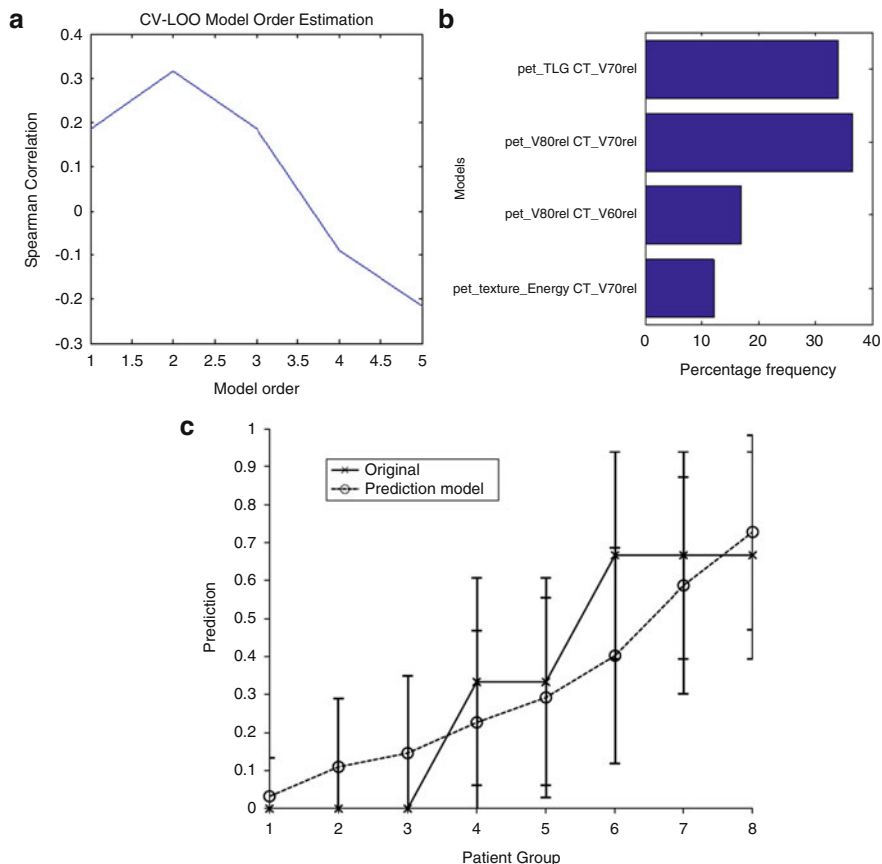 a
CV-LOO Model Order Estimation
0.4
0.3
0.2
0.1
0
-0.1
-0.2
-0.3
Spearman Correlation
1 1.5 2 2.5 3 3.5 4 4.5 5
Model order
b
Models
pet_TLG CT_V70rel
pet_V80rel CT_V70rel
pet_V80rel CT_V60rel
pet_texture_Energy CT_V70rel
0 10 20 30 40
Percentage frequency
c
1
0.9
0.8
0.7
0.6
0.5
0.4
0.3
0.2
0.1
0
Prediction
Original
Prediction model
1 2 3 4 5 6 7 8
Patient Group